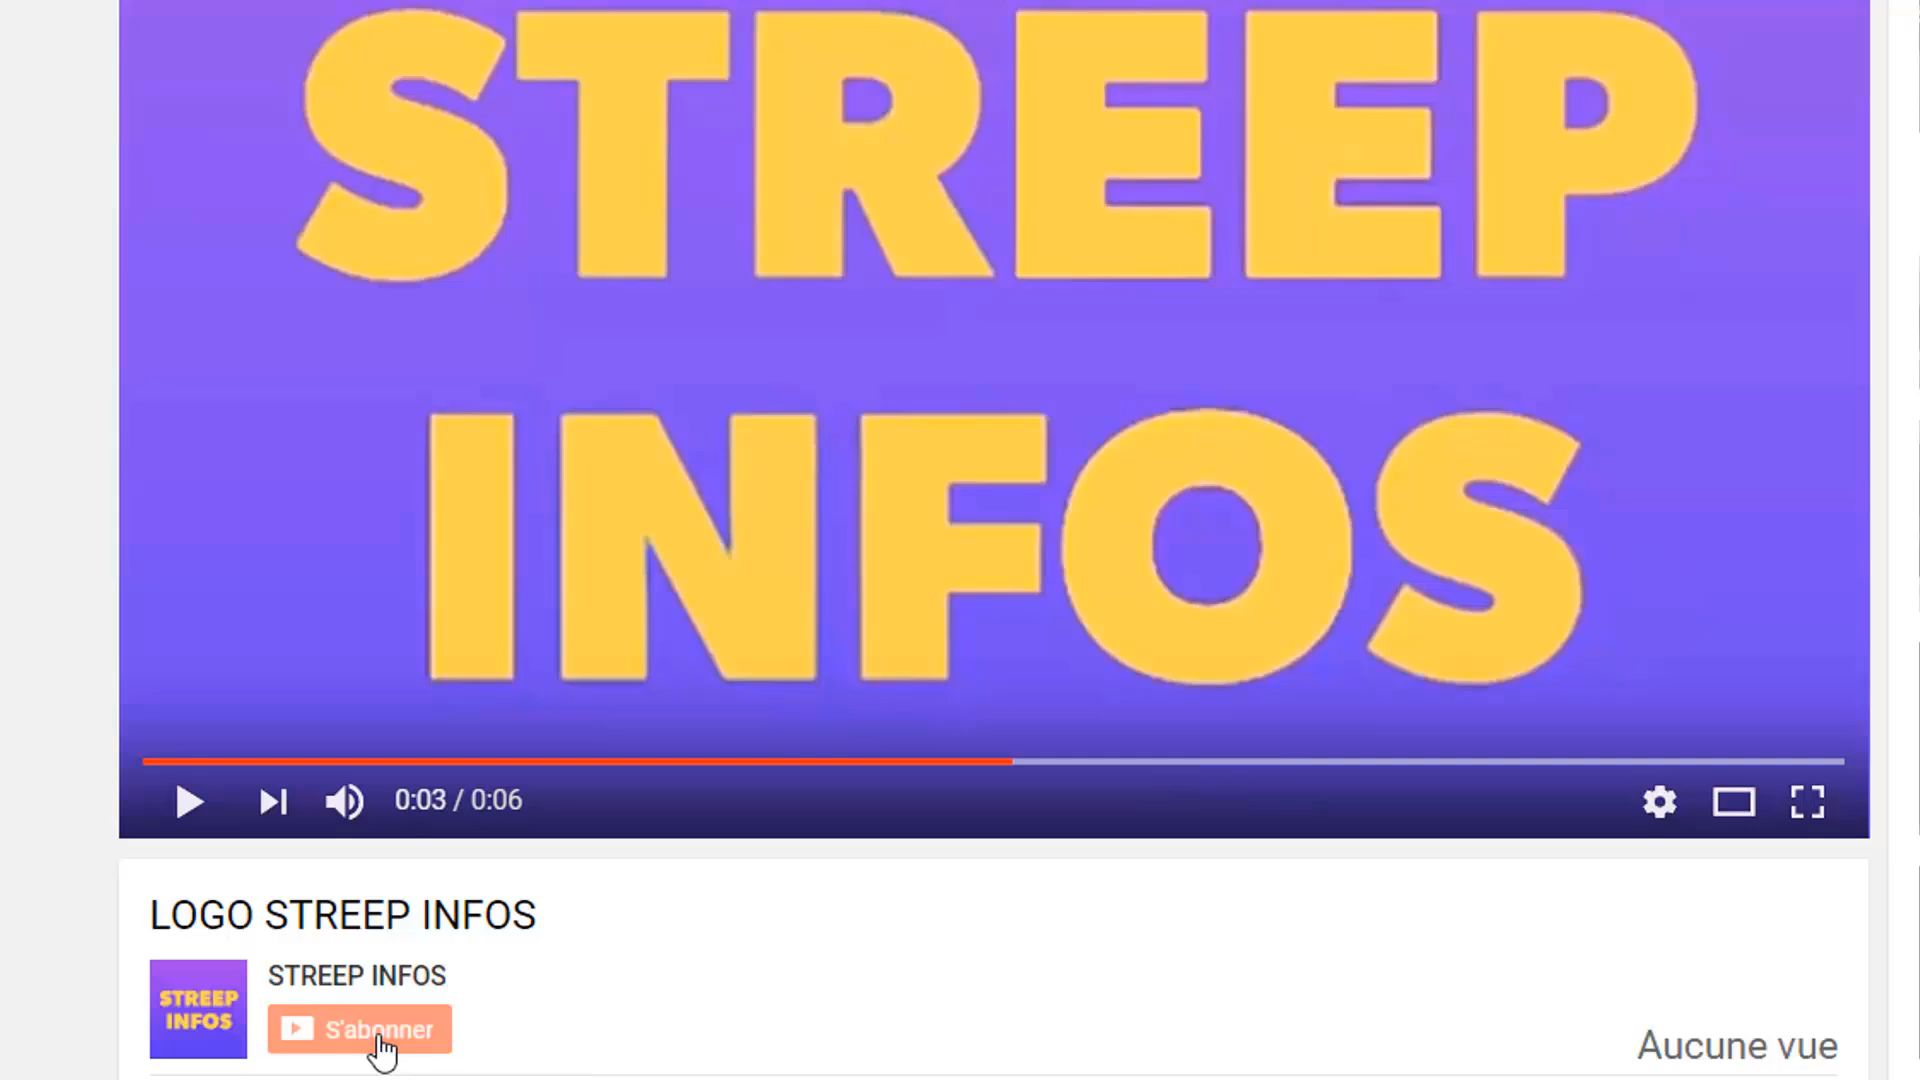 STREEP
INFOS
0:03 / 0:06
LOGO STREEP INFOS
STREEP INFOS
STREEP
INFOS
S'abonner
Aucune vue